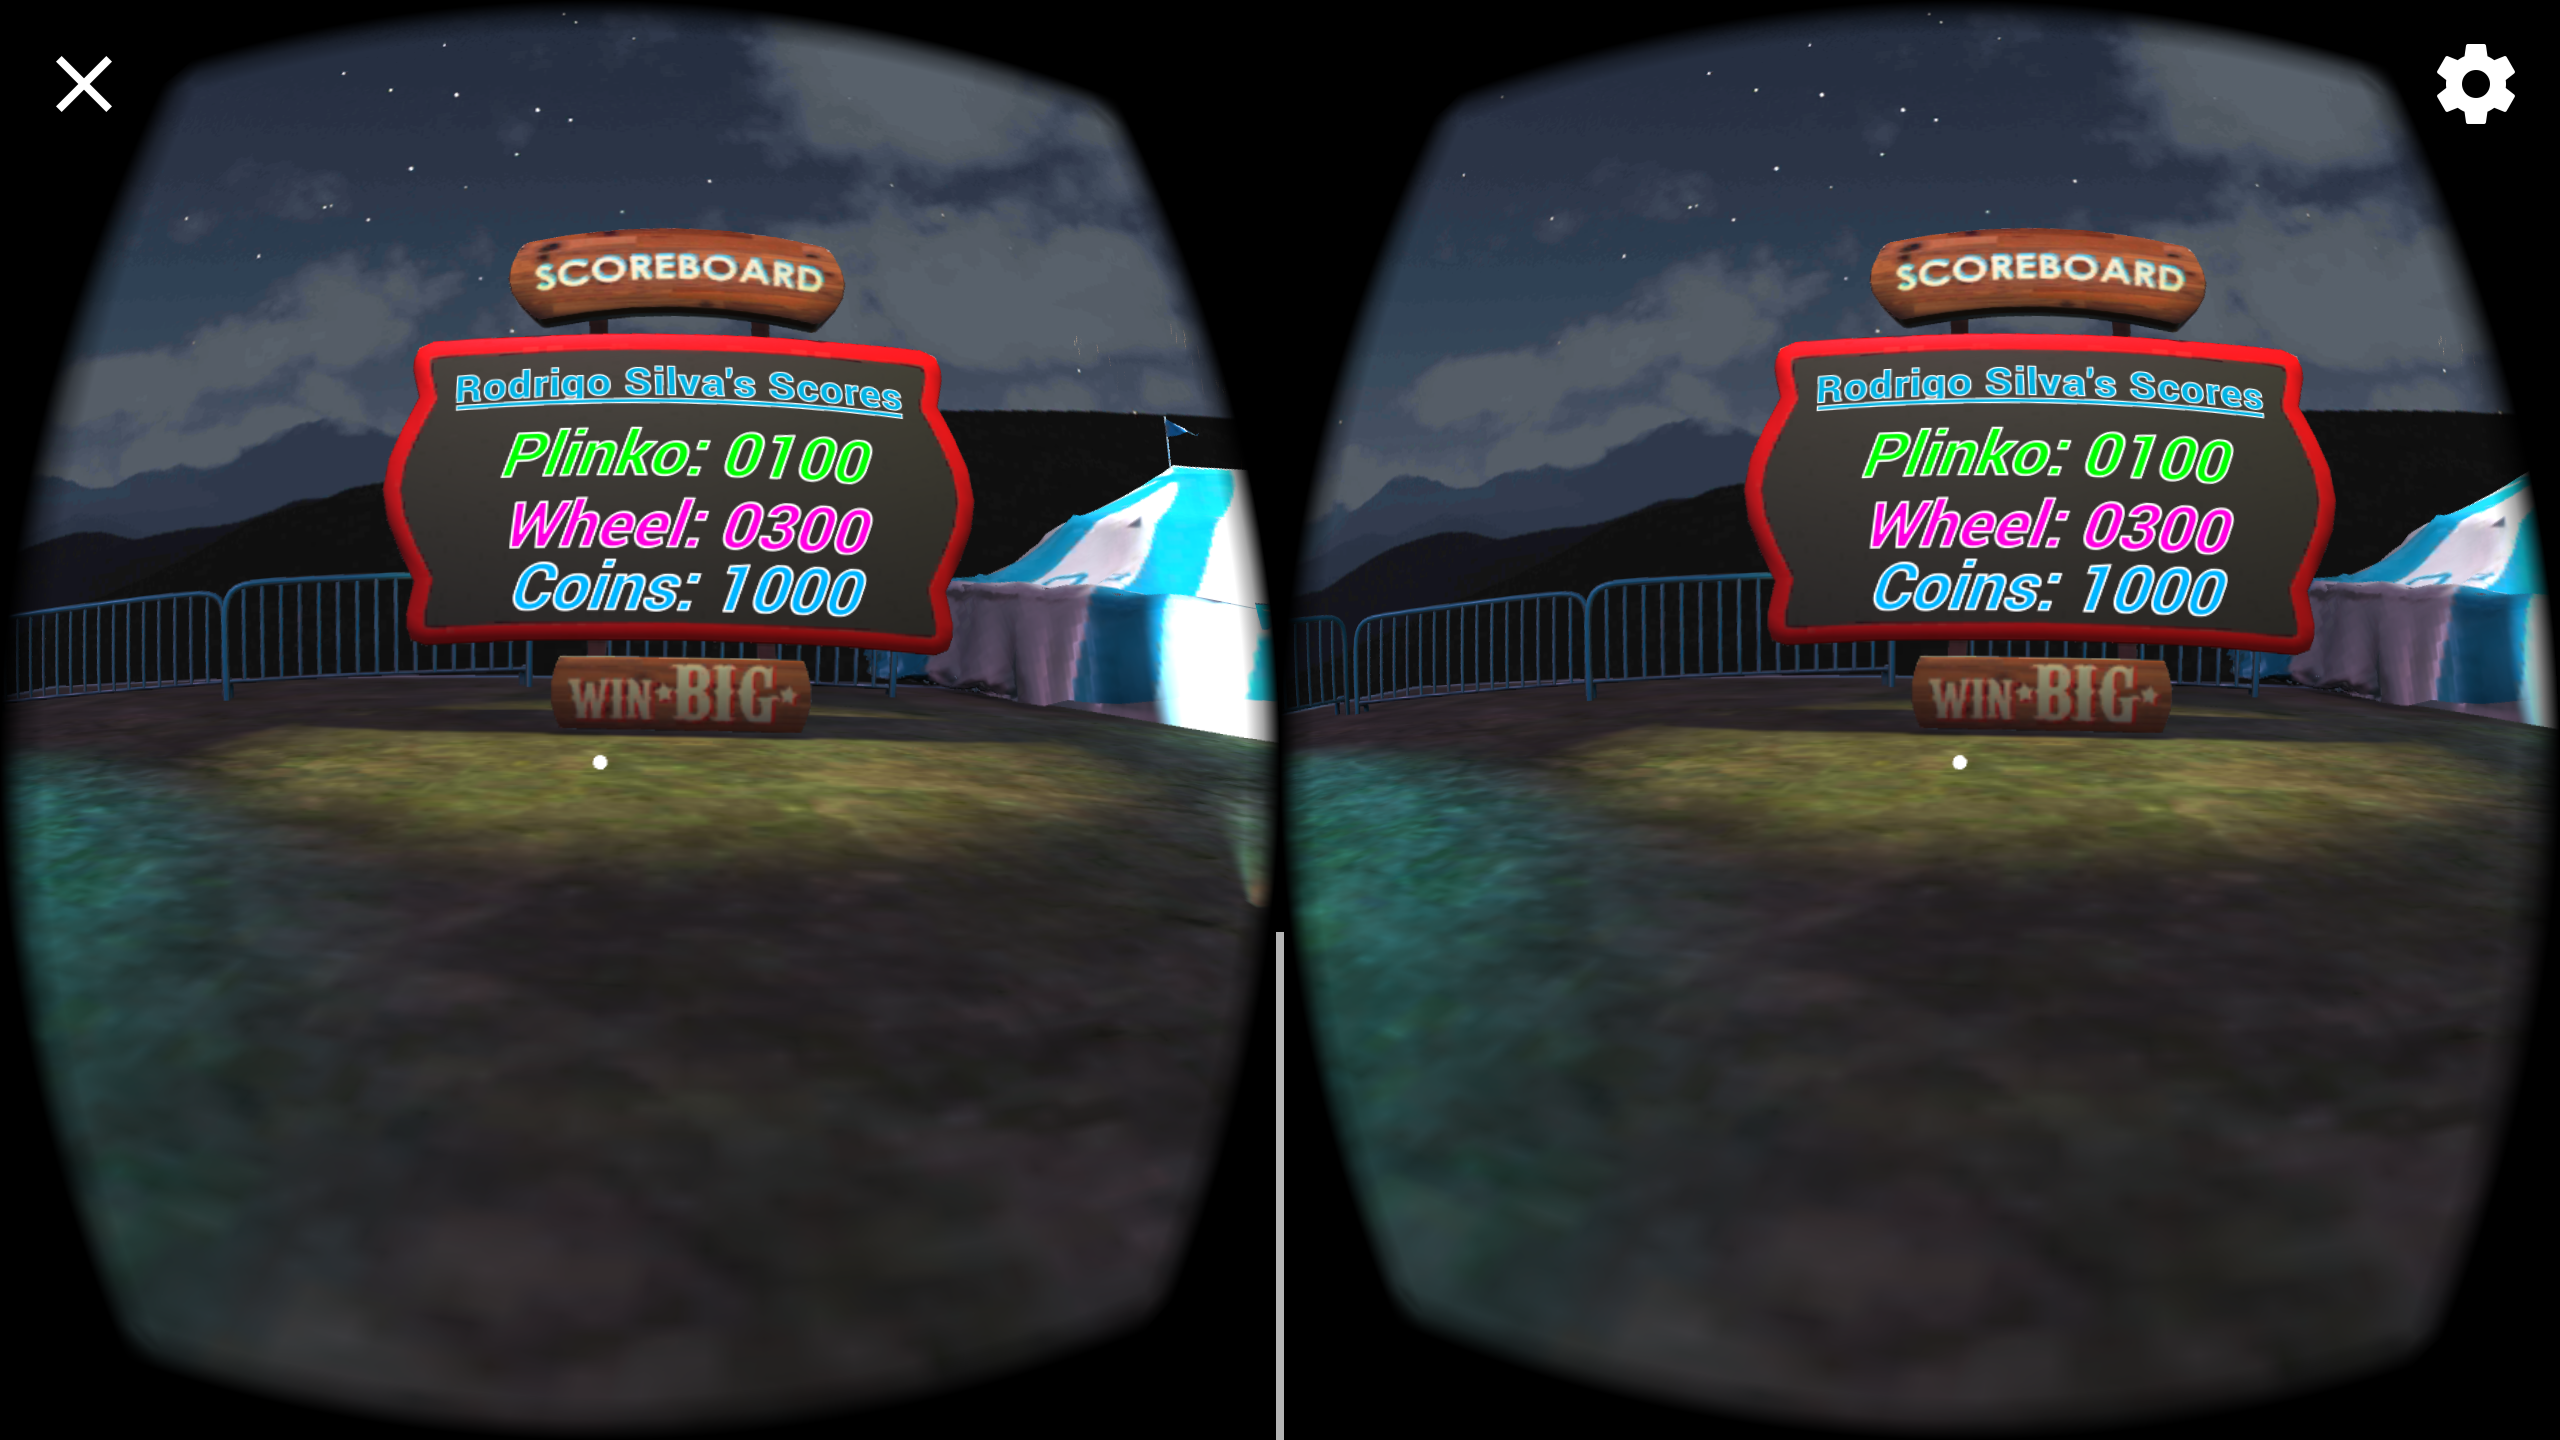 SCOREBOARD
Rodrigo Silva's Scores
Plinko: 0100
Wheel: 0300
Coins: 1000
WIN★BIG★
SCOREBOARD
Rodrigo Silva's Scores
Plinko: 0100
Wheel: 0300
Coins: 1000
WIN★BIG★